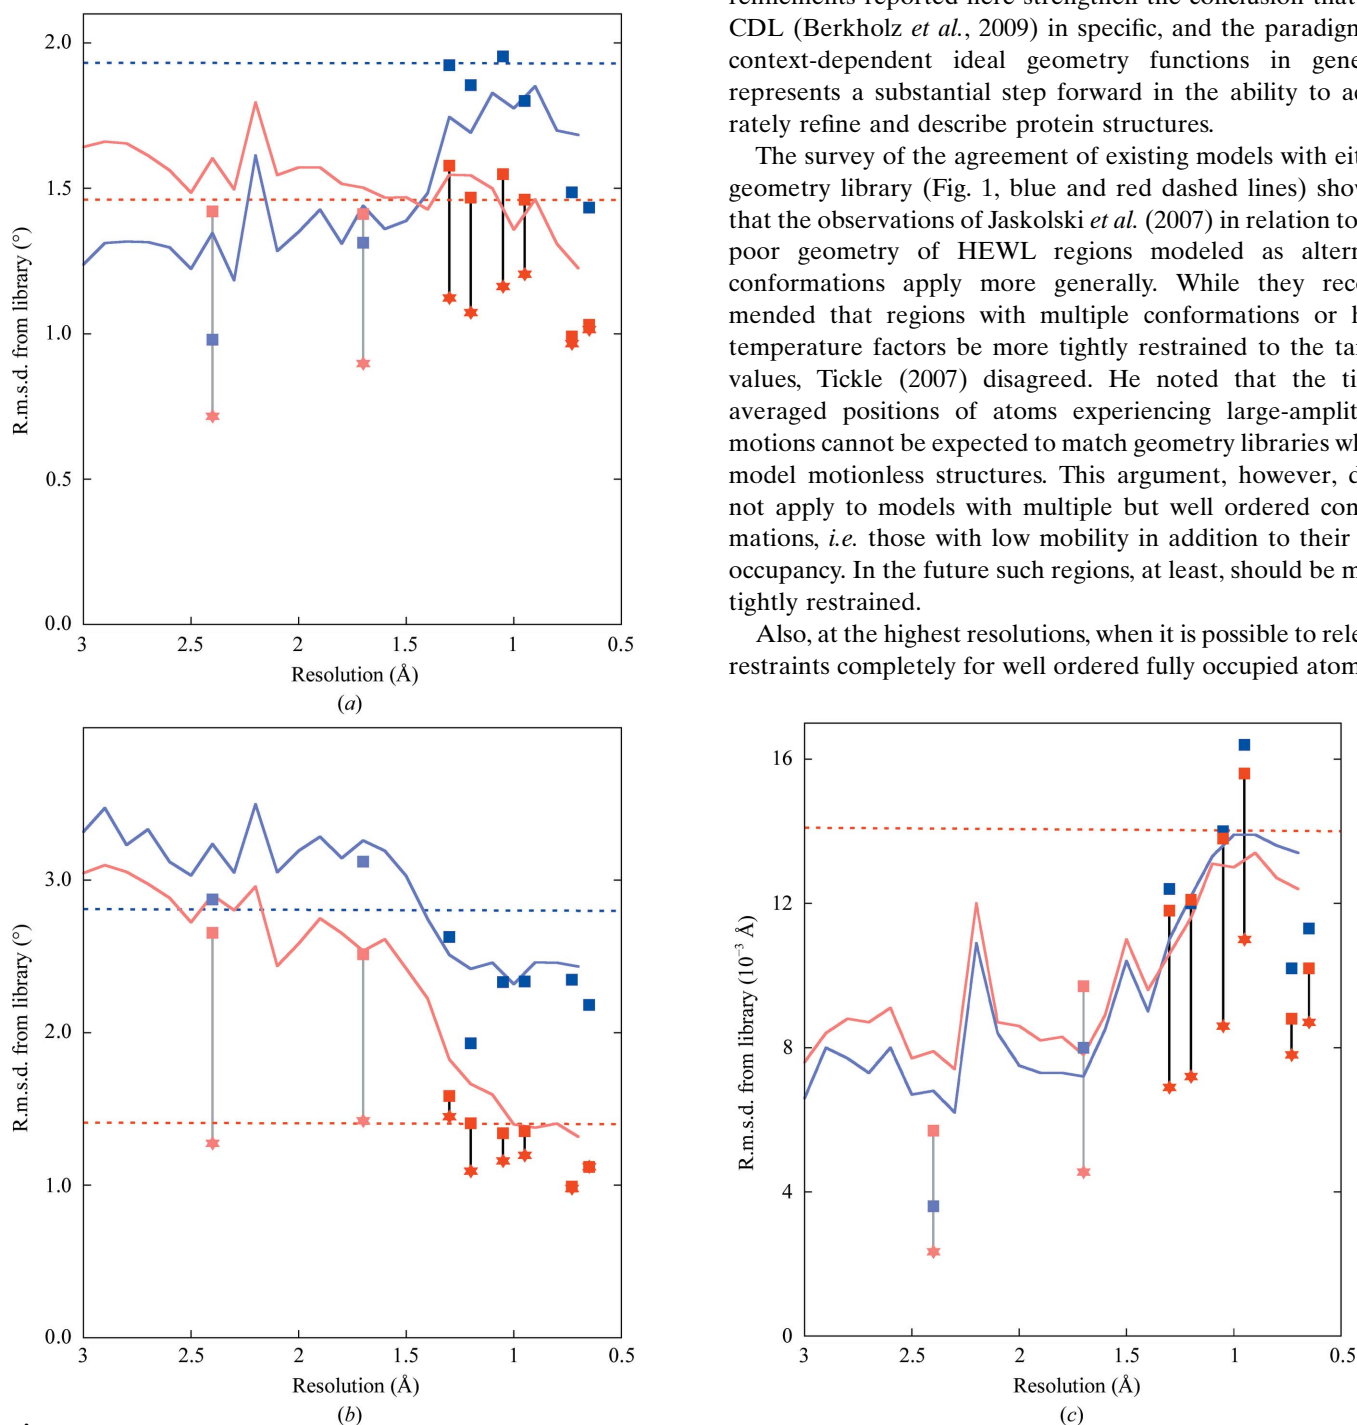 2.0
1.5
1.0
0.5
0.0
R.m.s.d. from library (°)
3 2.5 2 1.5 1 0.5
Resolution (Å)
(a)
CDL (Berkholz et al., 2009) in specific, and the paradigm
context-dependent ideal geometry functions in gene
represents a substantial step forward in the ability to ac
rately refine and describe protein structures.
The survey of the agreement of existing models with eit
geometry library (Fig. 1, blue and red dashed lines) show
that the observations of Jaskolski et al. (2007) in relation to
poor geometry of HEWL regions modeled as altern
conformations apply more generally. While they reco
mended that regions with multiple conformations or h
temperature factors be more tightly restrained to the tar
values, Tickle (2007) disagreed. He noted that the ti
averaged positions of atoms experiencing large-amplit
motions cannot be expected to match geometry libraries wh
model motionless structures. This argument, however, d
not apply to models with multiple but well ordered con
mations, i.e. those with low mobility in addition to their
occupancy. In the future such regions, at least, should be m
tightly restrained.
Also, at the highest resolutions, when it is possible to rele
restraints completely for well ordered fully occupied atom
3.0
2.0
1.0
0.0
R.m.s.d. from library (°)
3 2.5 2 1.5 1 0.5
Resolution (Å)
(b)
16
12
8
4
0
R.m.s.d. from library (10⁻³ Å)
3 2.5 2 1.5 1 0.5
Resolution (Å)
(c)